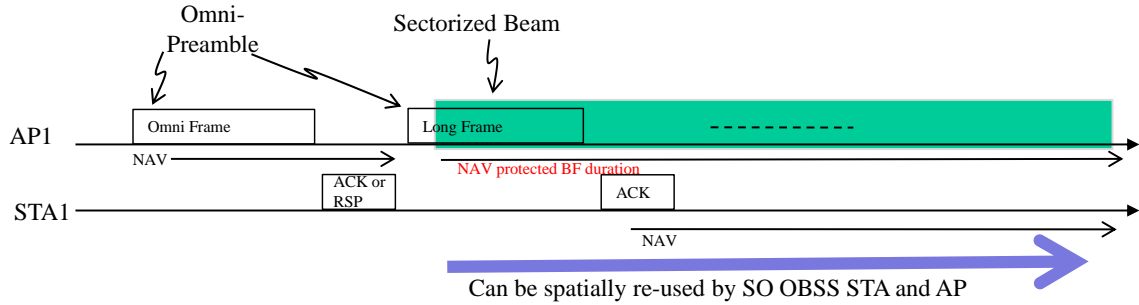 Omni-
Preamble
Sectorized Beam
AP1
Omni Frame
Long Frame
NAV
NAV protected BF duration
STA1
ACK or
RSP
ACK
NAV
Can be spatially re-used by SO OBSS STA and AP